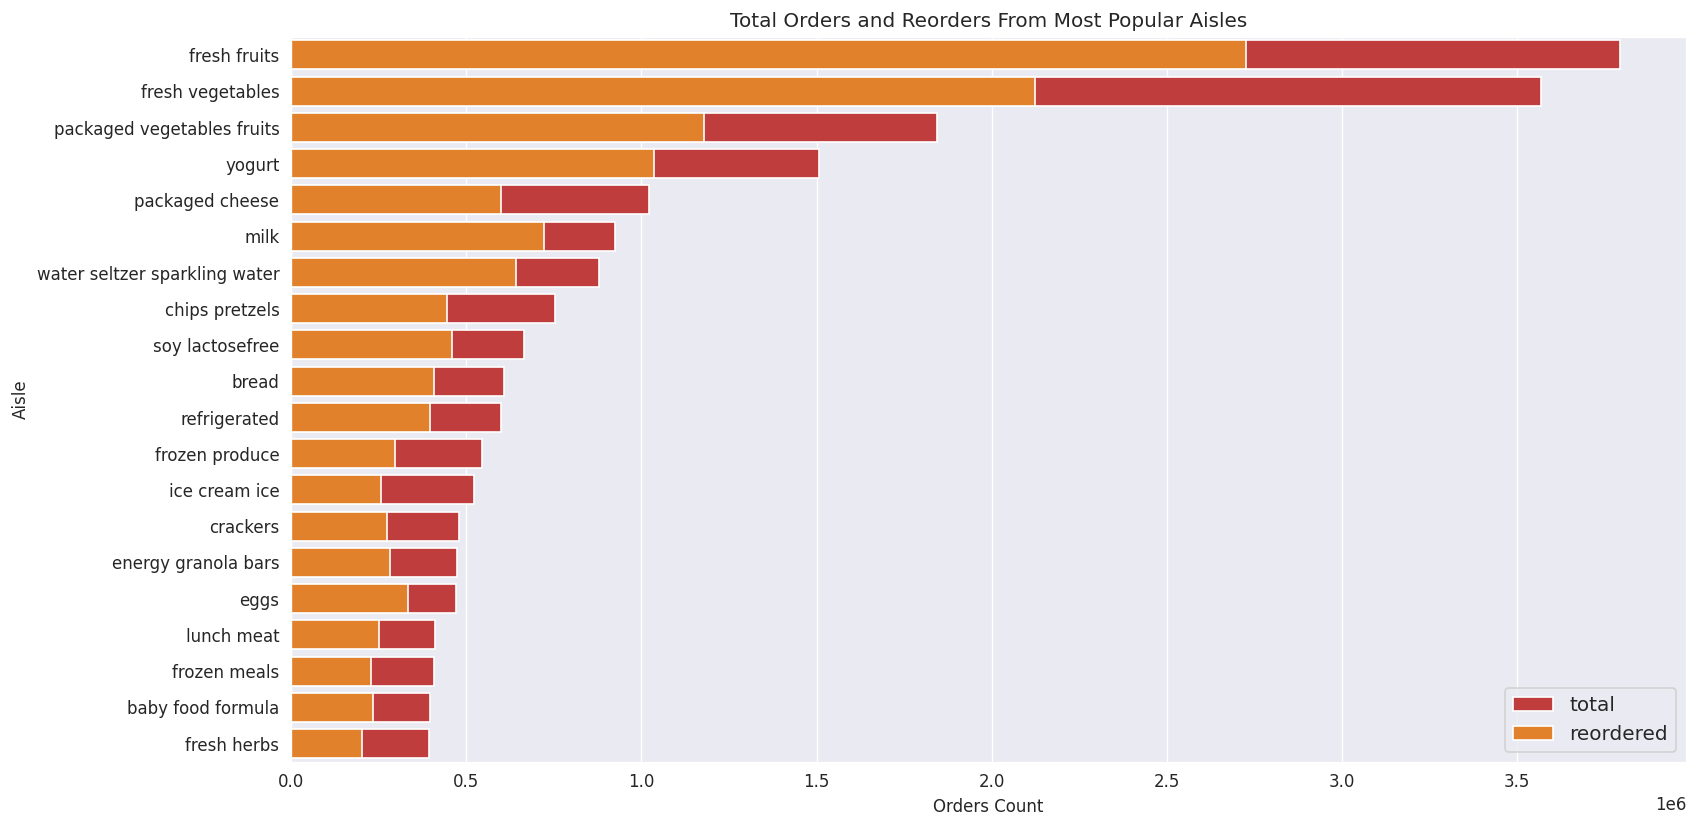 Total Orders and Reorders From Most Popular Aisles
fresh fruits
fresh vegetables
packaged vegetables fruits
yogurt
packaged cheese
milk
water seltzer sparkling water
chips pretzels
soy lactosefree
bread
refrigerated
frozen produce
ice cream ice
crackers
energy granola bars
eggs
lunch meat
frozen meals
baby food formula
fresh herbs
Aisle
total
reordered
0.0 0.5 1.0 1.5 2.0 2.5 3.0 3.5
Orders Count
1e6